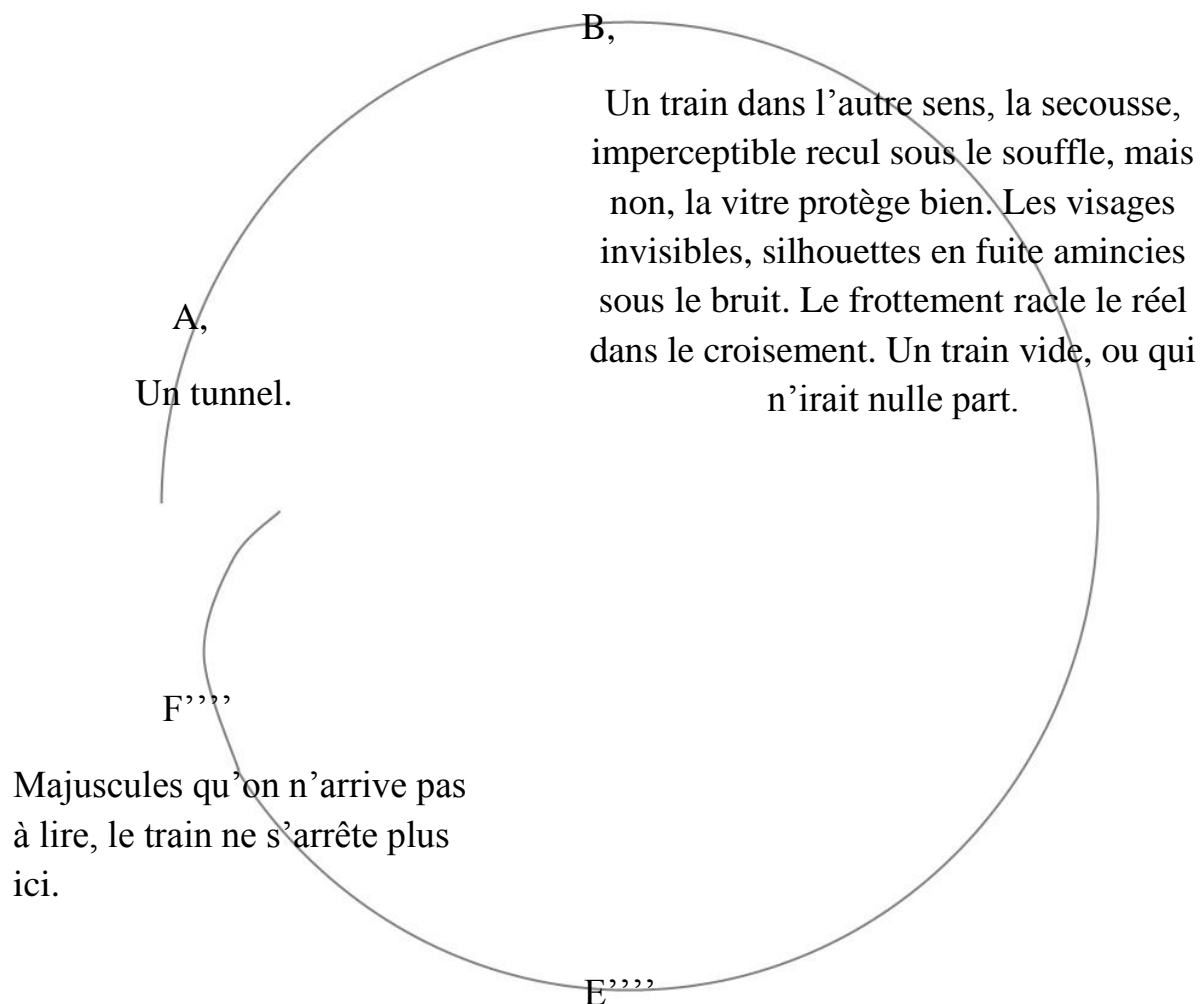 B,
Un train dans l’autre sens, la secousse,
imperceptible recul sous le souffle, mais
non, la vitre protège bien. Les visages
invisibles, silhouettes en fuite amincies
sous le bruit. Le frottement racle le réel
dans le croisement. Un train vide, ou qui
n’irait nulle part.
A,
Un tunnel.
F’’’’
Majuscules qu’on n’arrive pas
à lire, le train ne s’arrête plus
ici.
E’’’’